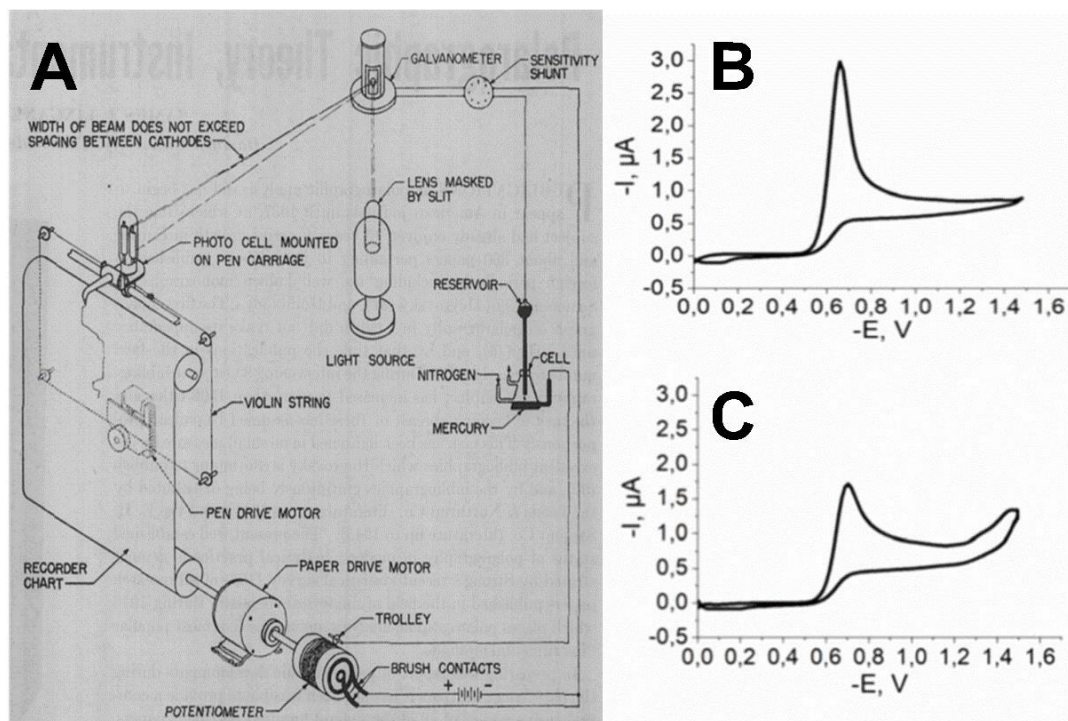 Polarographic Theory, Instrument
A
GALVANOMETER
SENSITIVITY
SHUNT
WIDTH OF BEAM DOES NOT EXCEED
SPACING BETWEEN CATHODES
LENS MASKED
BY SLIT
PHOTO CELL MOUNTED
ON PEN CARRIAGE
RESERVOIR
LIGHT SOURCE
CELL
NITROGEN
MERCURY
VIOLIN STRING
PEN DRIVE MOTOR
RECORDER
CHART
PAPER DRIVE MOTOR
TROLLEY
BRUSH CONTACTS
+ −
POTENTIOMETER
B
-I, μA
3,0
2,5
2,0
1,5
1,0
0,5
0,0
-0,5
0,0 0,2 0,4 0,6 0,8 1,0 1,2 1,4 1,6
-E, V
C
-I, μA
3,0
2,5
2,0
1,5
1,0
0,5
0,0
-0,5
0,0 0,2 0,4 0,6 0,8 1,0 1,2 1,4 1,6
-E, V